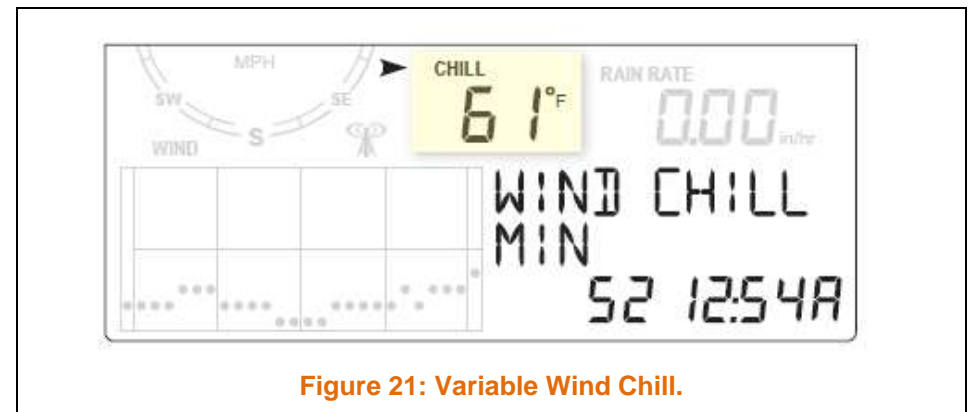 MPH
SW
SE
S
WIND
CHILL
61°F
RAIN RATE
0.00 in/hr
WIND CHILL
MIN
52 12:54A
Figure 21: Variable Wind Chill.